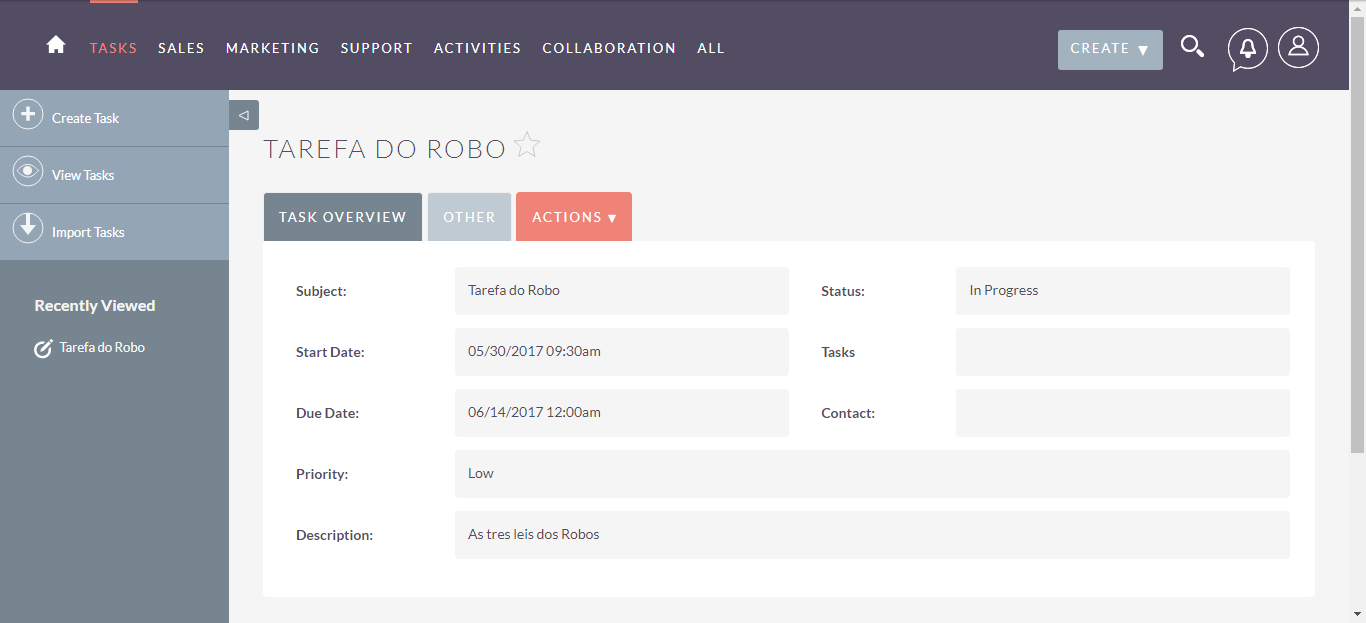 TASKS SALES MARKETING SUPPORT ACTIVITIES COLLABORATION ALL CREATE ▼
Create Task
View Tasks
Import Tasks
Recently Viewed
Tarefa do Robo
TAREFA DO ROBO
TASK OVERVIEW OTHER ACTIONS ▼
Subject: Tarefa do Robo Status: In Progress
Start Date: 05/30/2017 09:30am Tasks
Due Date: 06/14/2017 12:00am Contact:
Priority: Low
Description: As tres leis dos Robos